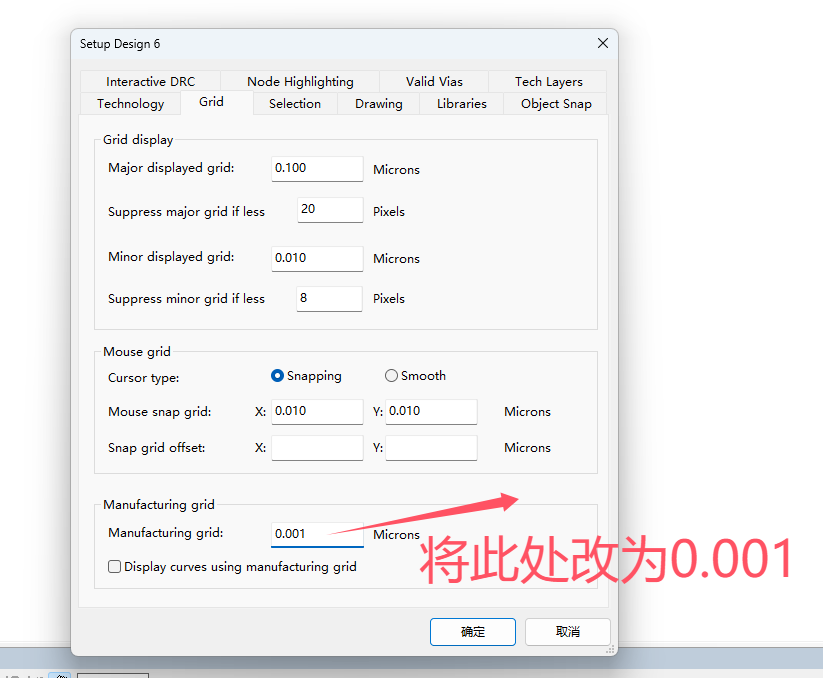 Setup Design 6
Interactive DRC Node Highlighting Valid Vias Tech Layers
Technology Grid Selection Drawing Libraries Object Snap
Grid display
Major displayed grid: 0.100 Microns
Suppress major grid if less 20 Pixels
Minor displayed grid: 0.010 Microns
Suppress minor grid if less 8 Pixels
Mouse grid
Cursor type: Snapping Smooth
Mouse snap grid: X: 0.010 Y: 0.010 Microns
Snap grid offset: X: Y: Microns
Manufacturing grid
Manufacturing grid: 0.001 Microns
将此处改为0.001
Display curves using manufacturing grid
确定 取消